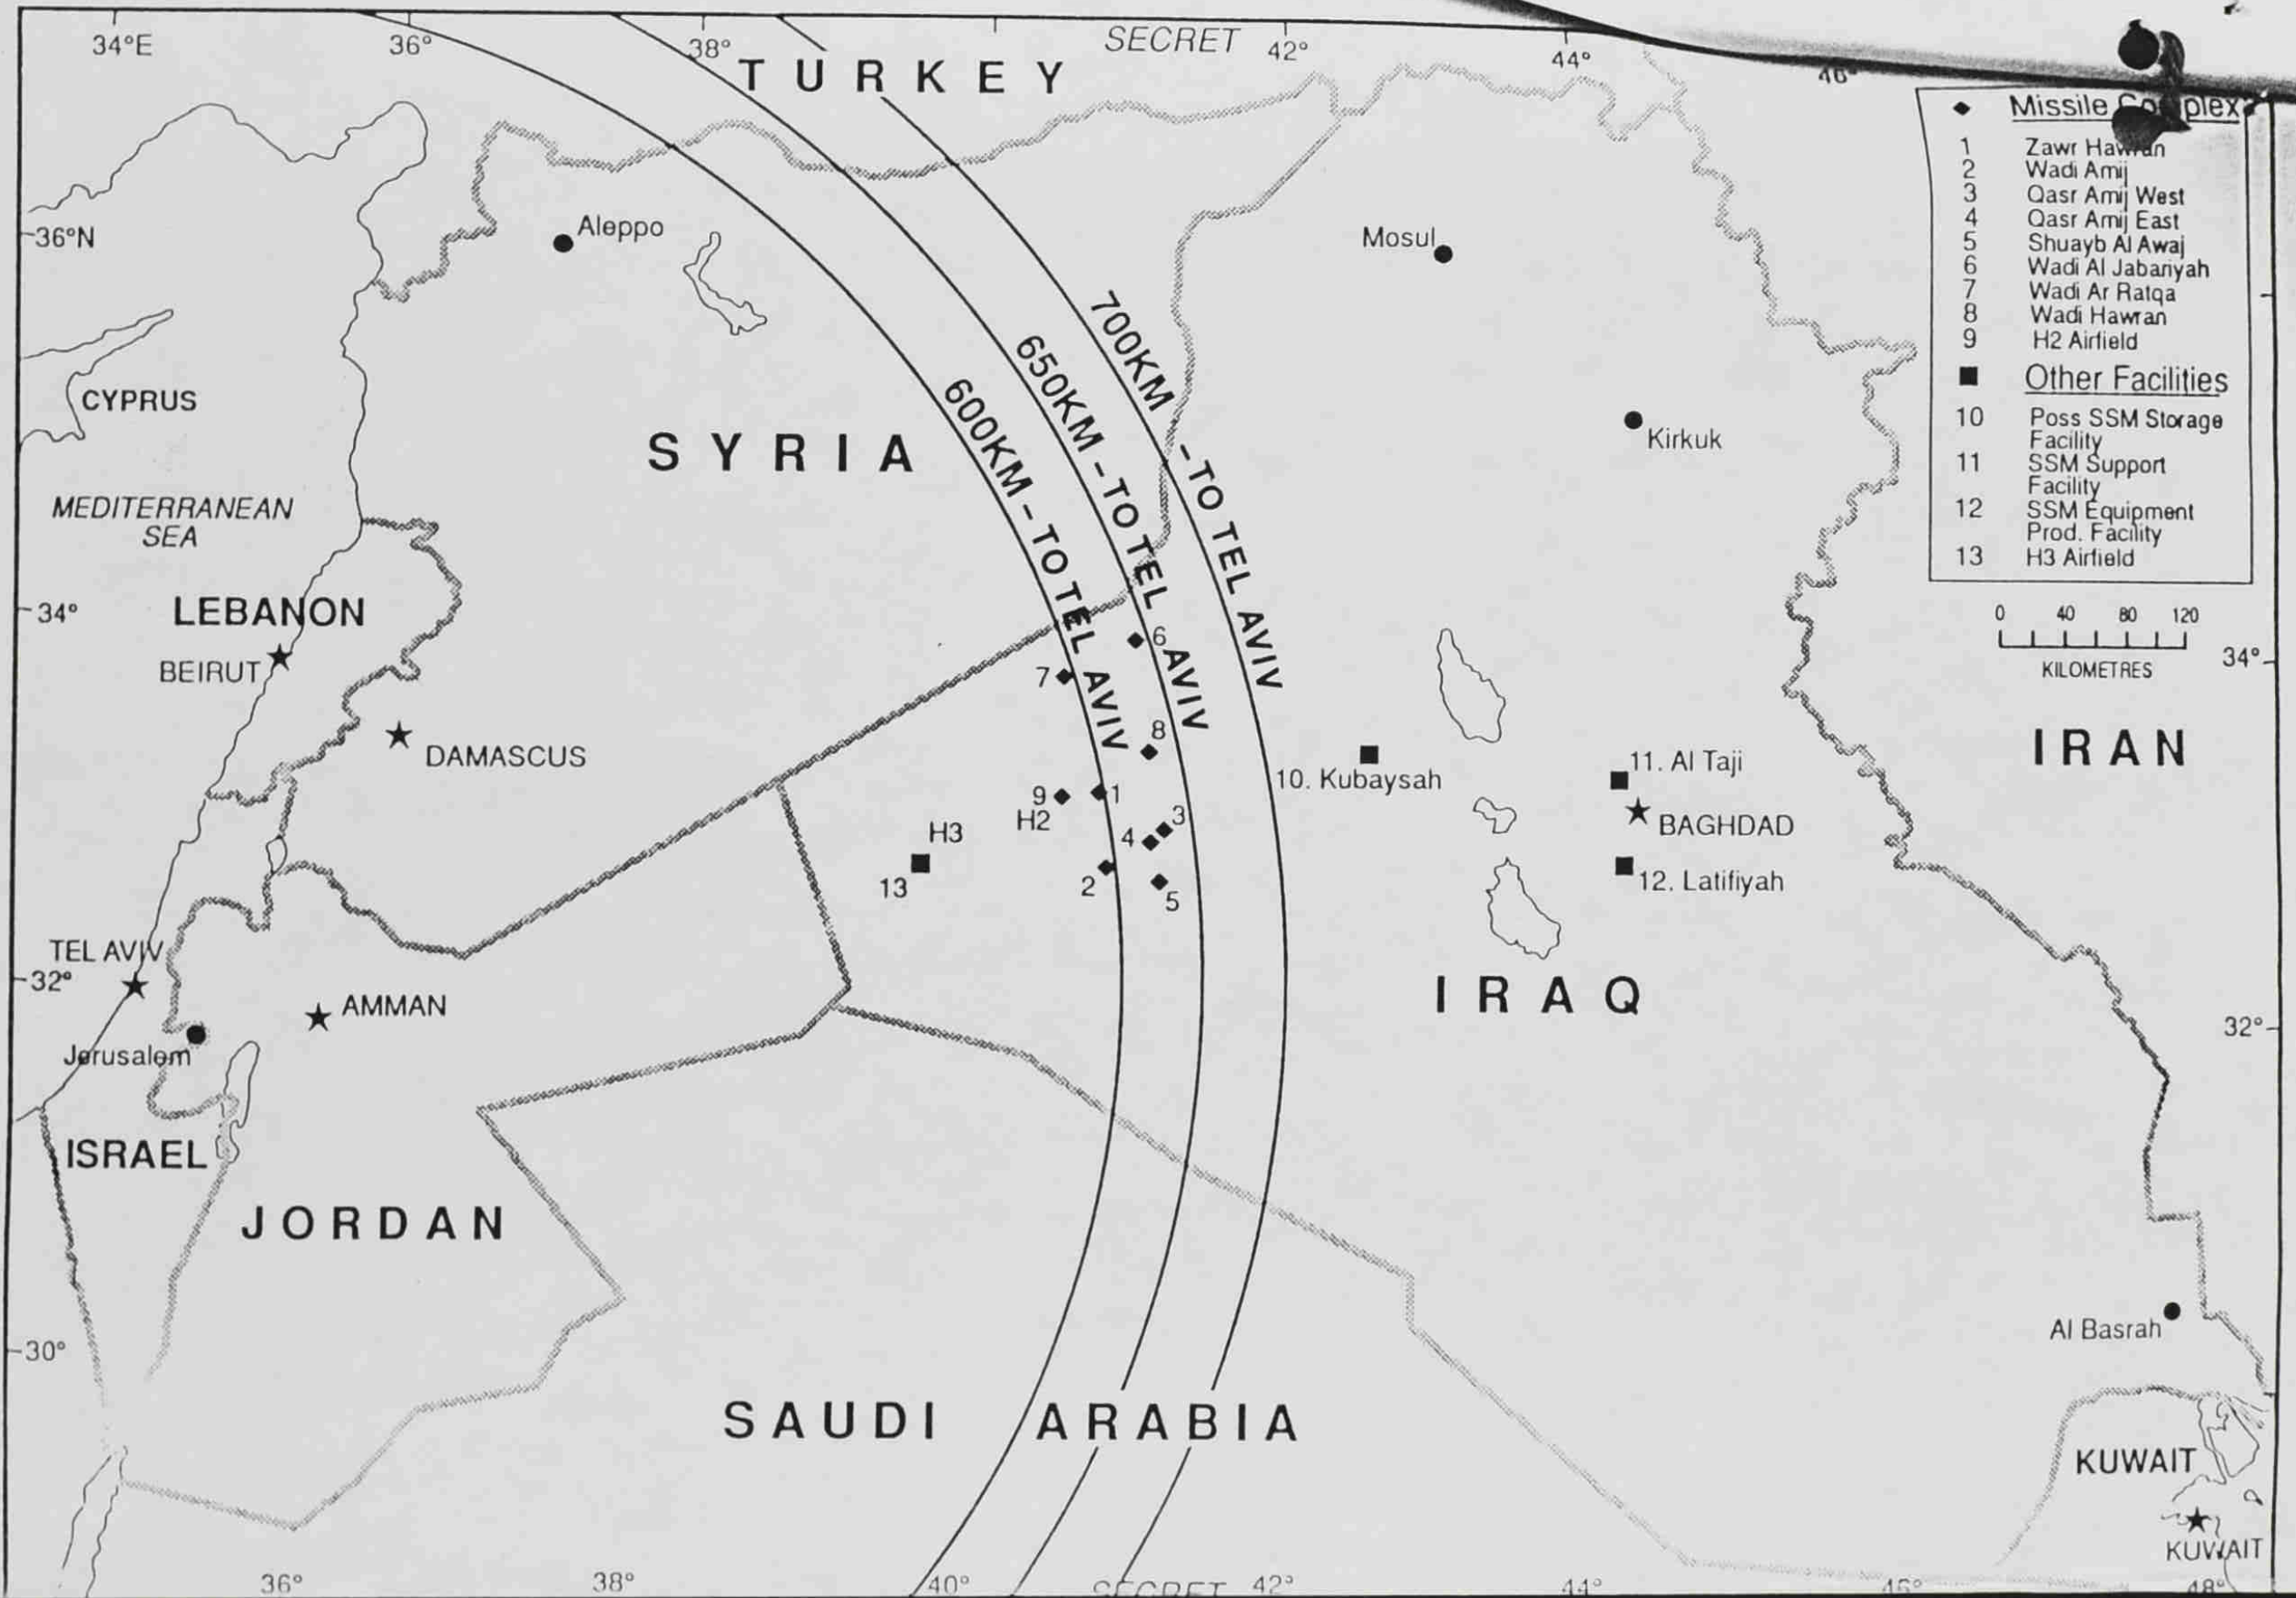 34°E
36°
38°
SECRET
42°
44°
46°
TURKEY
◆ Missile Complex
1 Zawr Hawran
2 Wadi Amij
3 Qasr Amij West
4 Qasr Amij East
5 Shuayb Al Awaj
6 Wadi Al Jabariyah
7 Wadi Ar Ratqa
8 Wadi Hawran
9 H2 Airfield
■ Other Facilities
10 Poss SSM Storage
Facility
11 SSM Support
Facility
12 SSM Equipment
Prod. Facility
13 H3 Airfield
0 40 80 120
KILOMETRES
36°N
Aleppo
Mosul
CYPRUS
SYRIA
600KM - TO TEL AVIV
650KM - TO TEL AVIV
700KM - TO TEL AVIV
Kirkuk
MEDITERRANEAN
SEA
34°
LEBANON
BEIRUT
DAMASCUS
6
7
8
9
H2
1
3
4
2
5
H3
13
10. Kubaysah
11. Al Taji
BAGHDAD
12. Latifiyah
34°
IRAN
TEL AVIV
32°
AMMAN
Jerusalem
IRAQ
32°
ISRAEL
JORDAN
30°
Al Basrah
SAUDI ARABIA
KUWAIT
KUWAIT
36°
38°
40°
SECRET
42°
44°
46°
48°